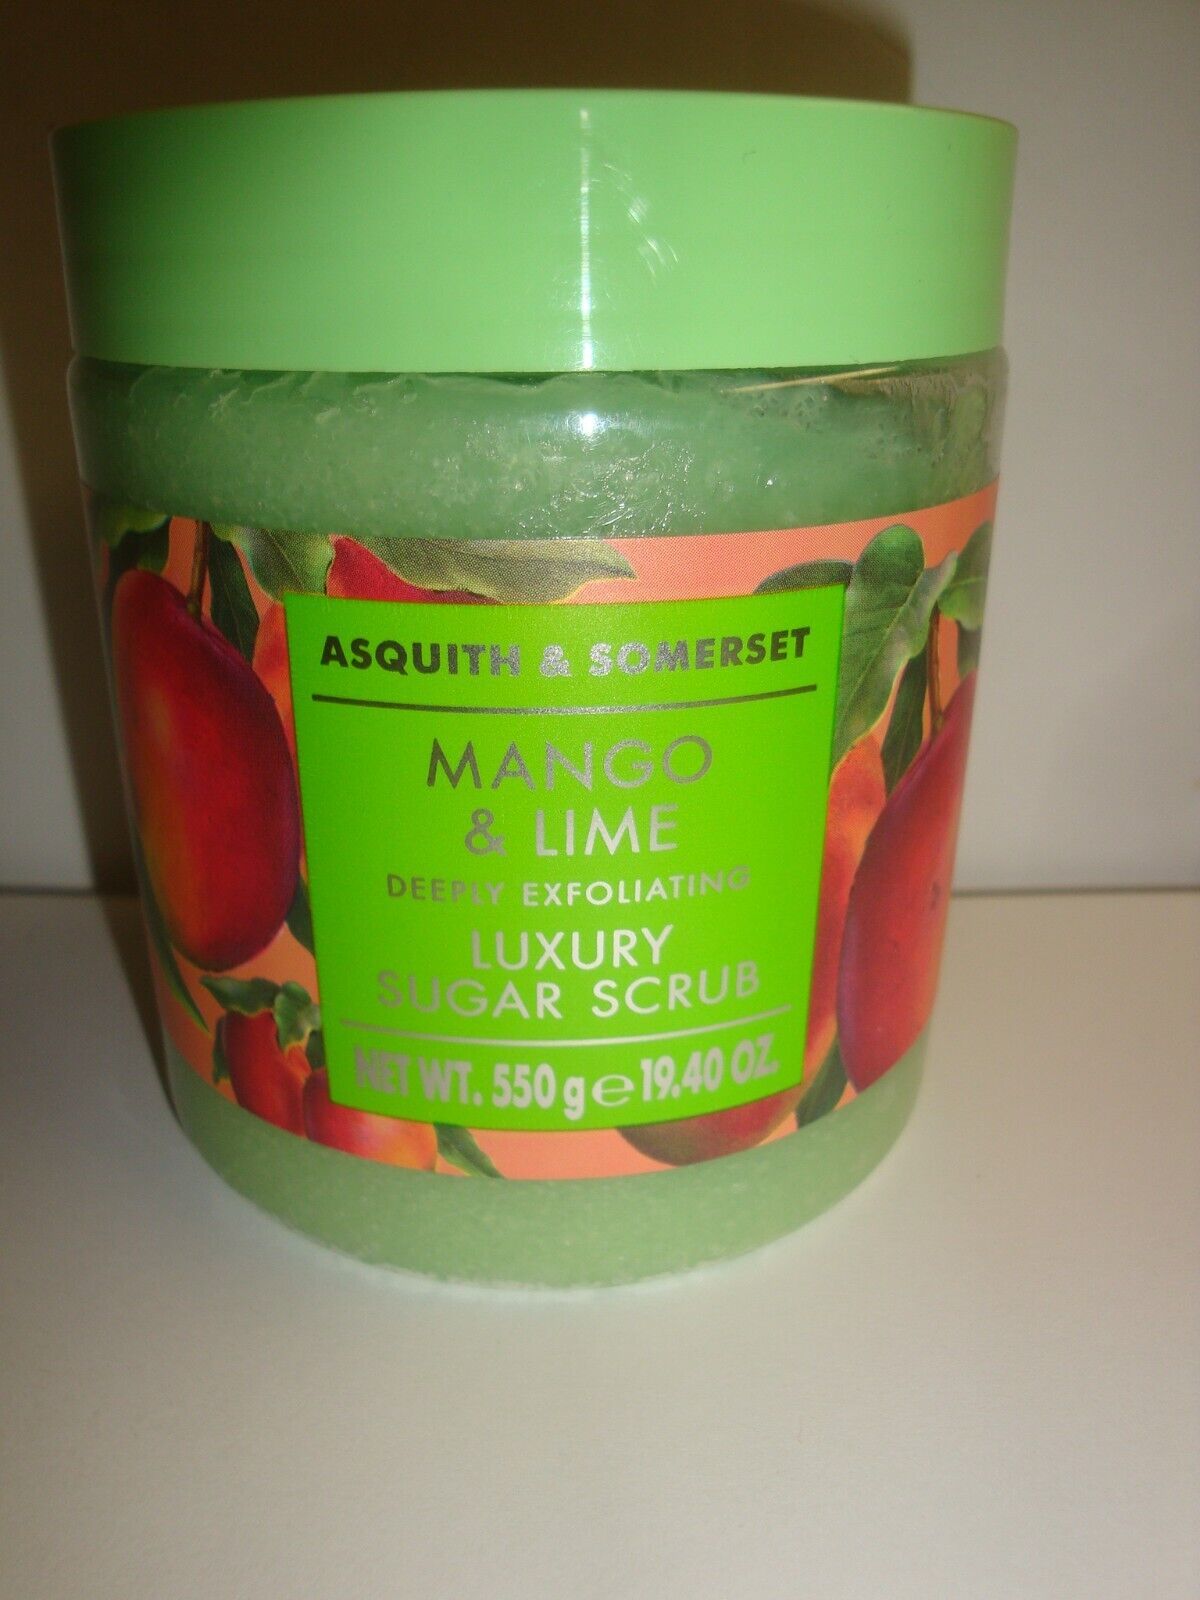 ASQUITH & SOMERSET
MANGO
& LIME
DEEPLY EXFOLIATING
LUXURY
SUGAR SCRUB
NET WT. 550 g e 19.40 OZ.